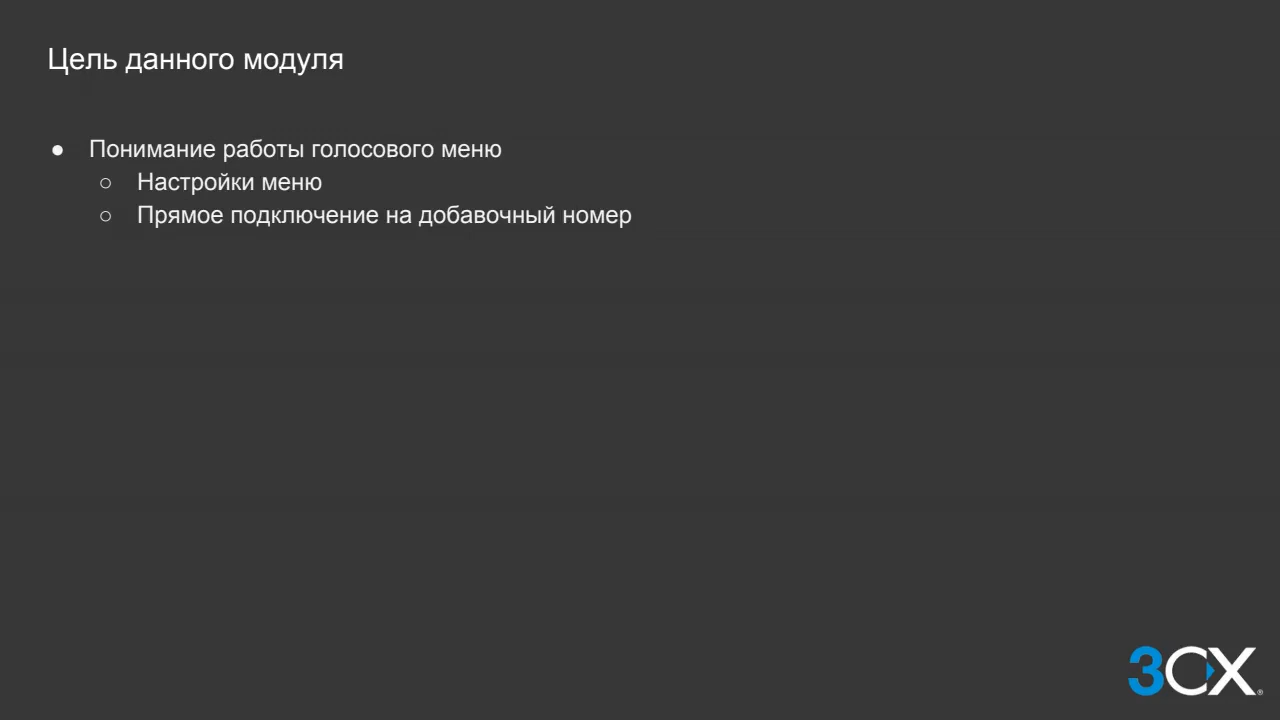 Цель данного модуля
● Понимание работы голосового меню
○ Настройки меню
○ Прямое подключение на добавочный номер
3CX®